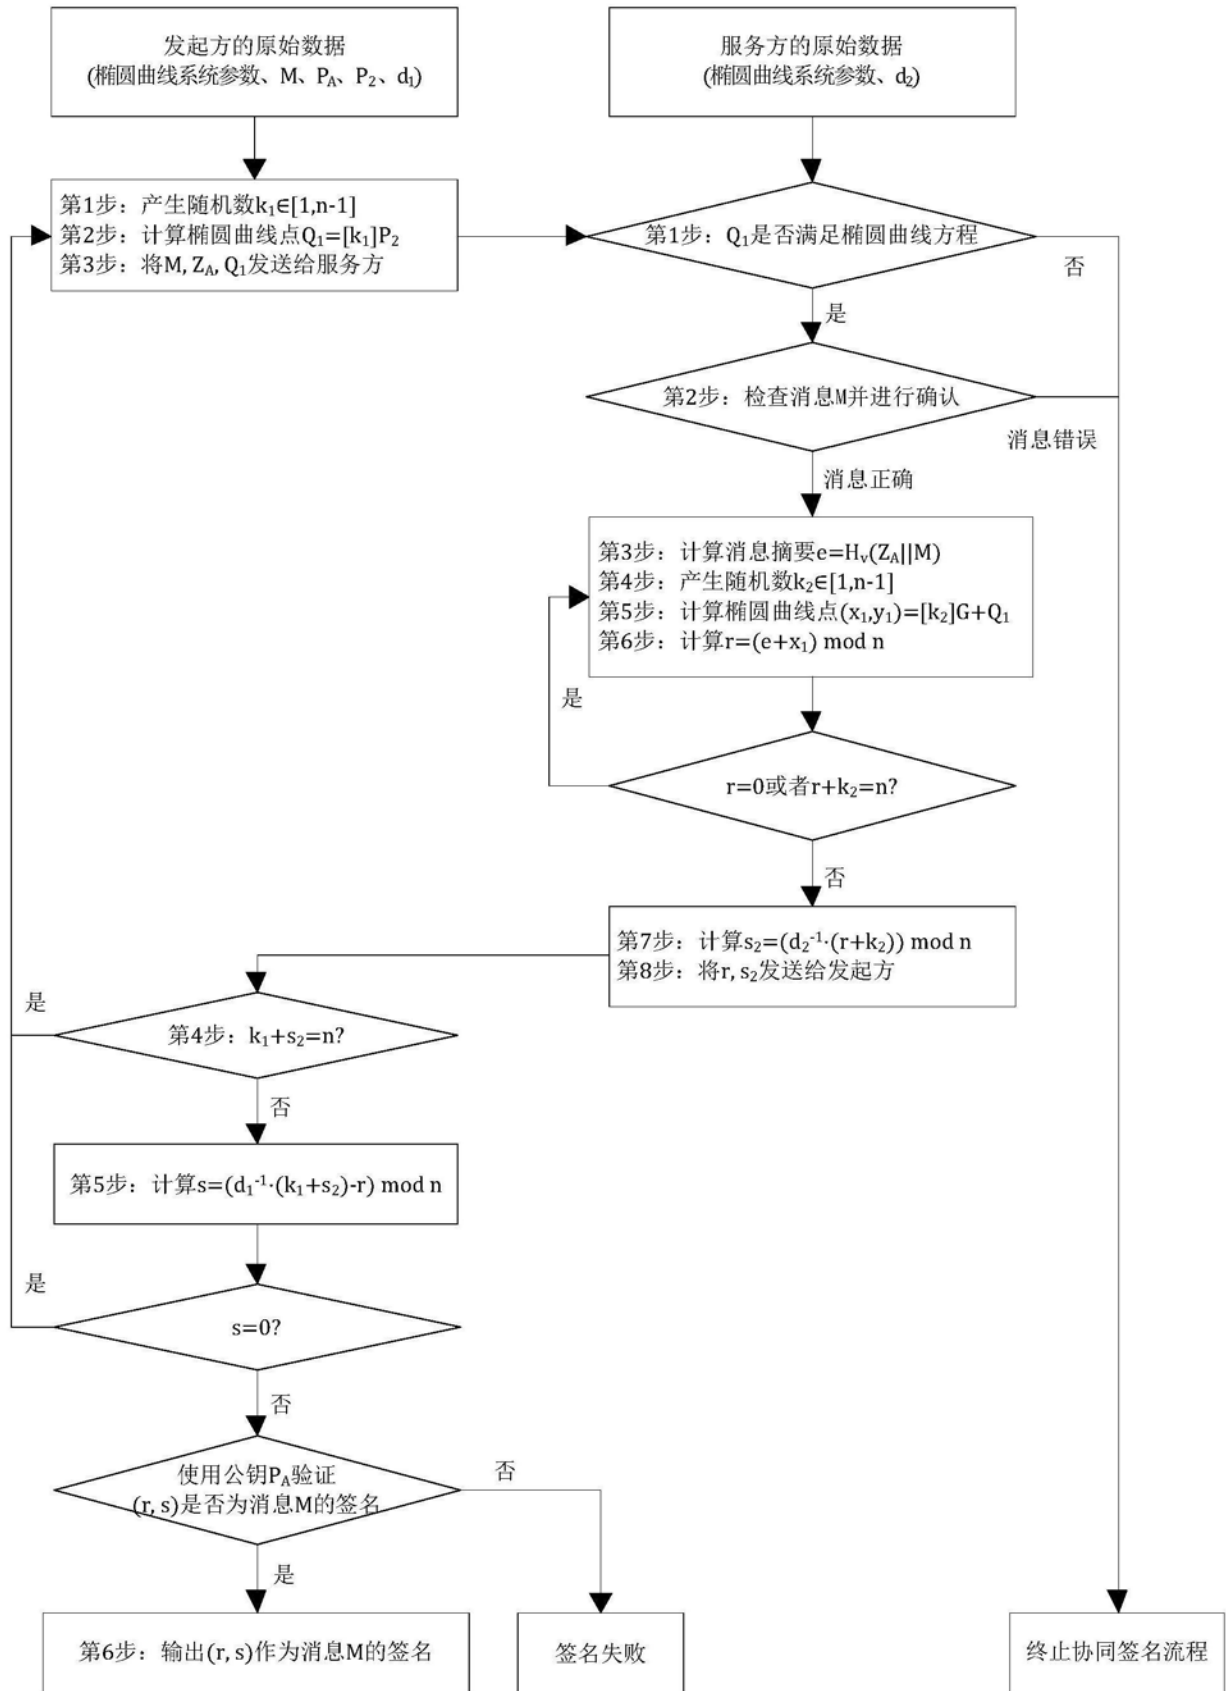 发起方的原始数据
(椭圆曲线系统参数、M、P_A、P₂、d₁)
服务方的原始数据
(椭圆曲线系统参数、d₂)
第1步：产生随机数k₁∈[1,n-1]
第2步：计算椭圆曲线点Q₁=[k₁]P₂
第3步：将M, Z_A, Q₁发送给服务方
第1步：Q₁是否满足椭圆曲线方程
否
是
第2步：检查消息M并进行确认
消息错误
消息正确
第3步：计算消息摘要e=H_v(Z_A||M)
第4步：产生随机数k₂∈[1,n-1]
第5步：计算椭圆曲线点(x₁,y₁)=[k₂]G+Q₁
第6步：计算r=(e+x₁) mod n
是
r=0或者r+k₂=n?
否
第7步：计算s₂=(d₂⁻¹·(r+k₂)) mod n
第8步：将r, s₂发送给发起方
是
第4步：k₁+s₂=n?
否
第5步：计算s=(d₁⁻¹·(k₁+s₂)-r) mod n
是
s=0?
否
使用公钥P_A验证
(r, s)是否为消息M的签名
否
是
第6步：输出(r, s)作为消息M的签名
签名失败
终止协同签名流程